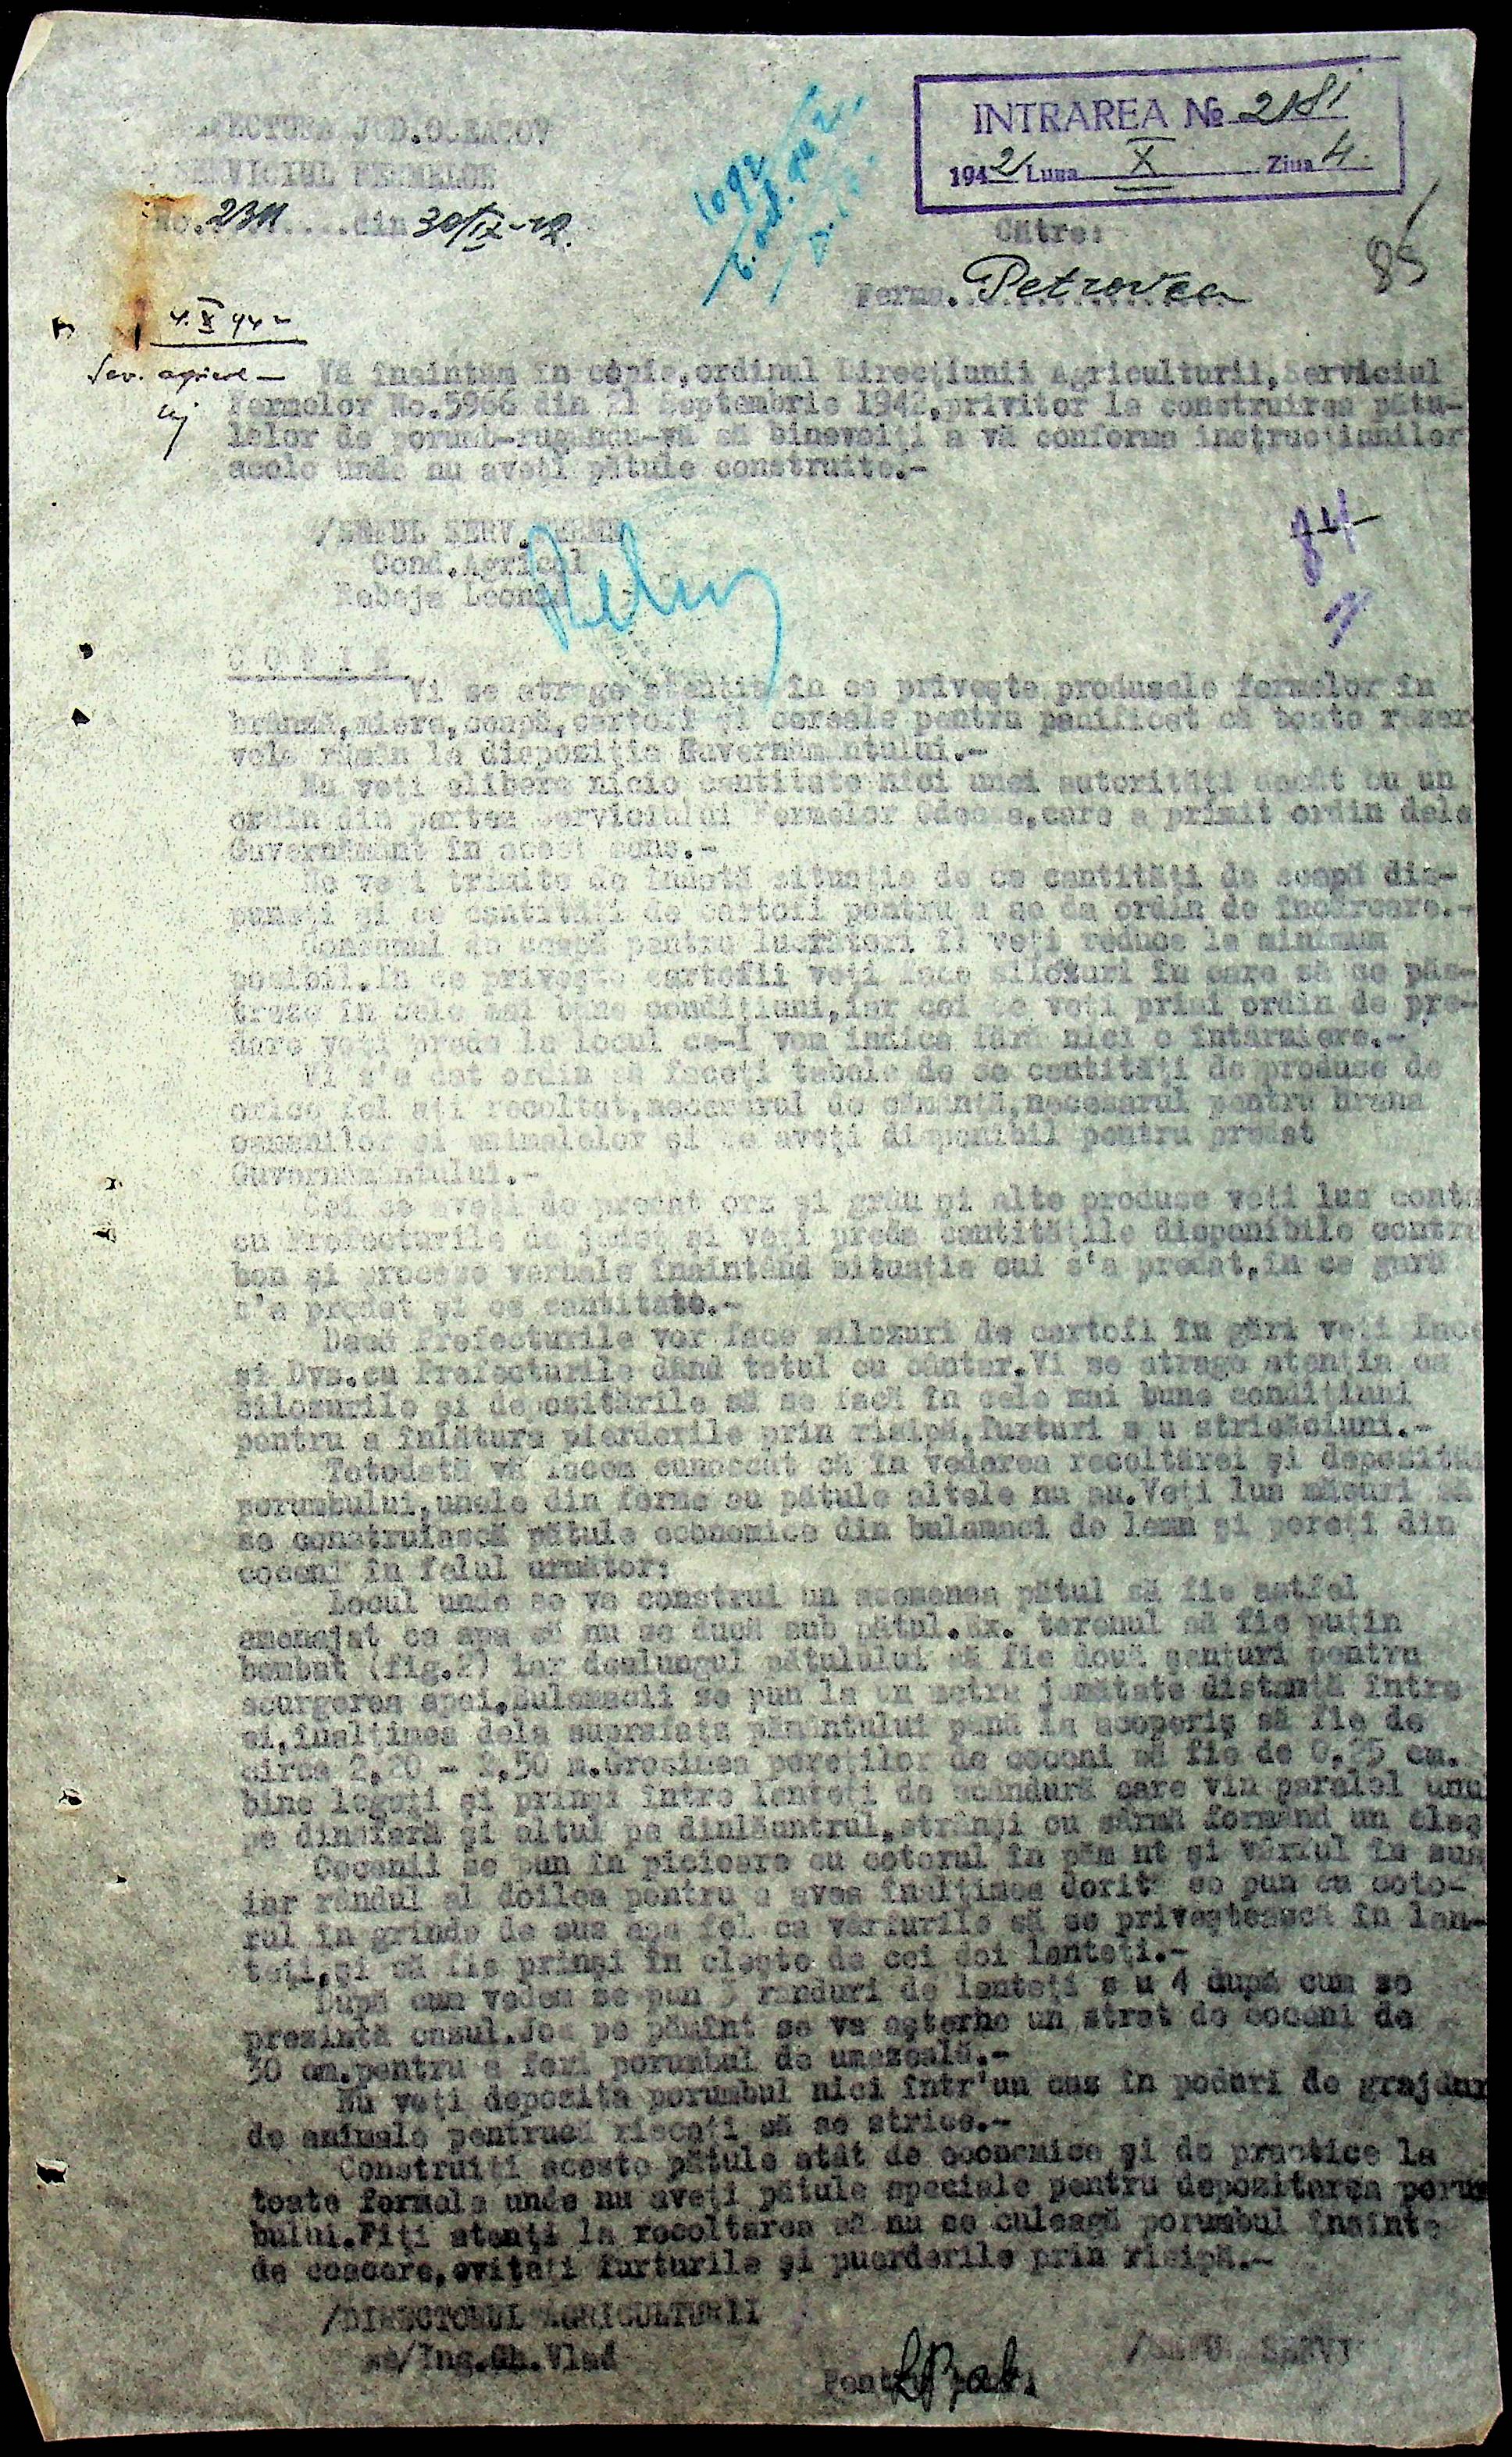 INTRAREA № 2181
1942 Luna X Ziua 4.
PREFECTURA JUD.OCEACOV
SERVICIUL FERMELOR
No. din 30/IX-42.
1092
Către:
Ferma. Petrovca
85
4.X 942
Serv. agricol
Vă înaintăm în copie,ordinul Direcţiunii Agriculturii,Serviciul
Fermelor No.5966 din 21 Septembrie 1942,privitor la construirea pătu-
lelor de porumb-rugându-vă să binevoiţi a vă conforma instrucţiunilor
acolo unde nu aveţi pătule construite.-
/ŞEFUL SERV. FERME
Cond.Agricol
84
C O P I E
Vi se atrage atenţia în ce priveşte produsele fermelor în
brânză,miere,ceapă,cartofi şi cereale pentru panificat că toate rezer
vele rămân la dispoziţia Guvernământului.-
Nu veţi elibera nicio cantitate nici unei autorităţi decât cu un
ordin din partea Serviciului Fermelor Odessa,care a primit ordin dela
Guvernământ în acest sens.-
Ne veţi trimite de îndată situaţie de ce cantităţi de ceapă dis-
puneţi şi ce cantităţi de cartofi pentru a se da ordin de încărcare.-
Consumul de ceapă pentru lucrători îl veţi reduce la minimum
posibil.In ce priveşte cartofii veţi face silozuri în care să se păs-
treze în cele mai bune condiţiuni,iar cei ce veţi primi ordin de pre-
dare veţi preda la locul ce-l vom indica fără nici o întarziere.-
Vi s'a dat ordin să faceţi tabele de ce cantităţi de produse de
orice fel aţi recoltat,necesarul de sămânţă,necesarul pentru hrana
oamenilor şi animalelor şi ce aveţi disponibil pentru predat
Guvernământului.-
Cei ce aveţi de predat orz şi grâu şi alte produse veţi lua conta
cu Prefecturile de judeţ şi veţi preda cantităţile disponibile contra
bon şi procese verbale înaintând situaţia cui s'a predat,în ce gară
s'a predat şi ce cantitate.-
Dacă Prefecturile vor face silozuri de cartofi în gări veţi face
şi Dvs.cu Prefecturile dând totul cu cântar.Vi se atrage atenţia ca
silozurile şi depozitările să se facă în cele mai bune condiţiuni
pentru a înlătura pierderile prin risipă,furturi s u stricăciuni.-
Totodată vă facem cunoscut că în vederea recoltărei şi depozităr
porumbului,unele din ferme au pătule altele nu au.Veţi lua măsuri să
se construiască pătule economice din bulamaci de lemn şi pereţi din
coceni în felul următor:
Locul unde se va construi un asemenea pătul să fie astfel
amenajat ca apa să nu se ducă sub pătul.Ex. terenul să fie puţin
bombat (fig.2) iar dealungul pătulului să fie două şanţuri pentru
scurgerea apei,Bulamacii se pun la un metru jumătate distanţă între
ei,înalţimea dela suprafaţa pământului până la acoperiş să fie de
circa 2,20 - 2,50 m.Grosimea pereţilor de coceni să fie de 0,25 cm.
bine legaţi şi prinşi între lanteţi de scândură care vin paralel unu
pe dinafară şi altul pe dinlăuntrul,strânşi cu sârmă formând un cleş
Cocenii se pun în picioare cu cotorul în păm nt şi vârful în sus
iar rândul al doilea pentru a avea înalţimea dorită se pun cu coto-
rul în grinda de sus aşa fel ca vârfurile să se priveştească în lan-
teţi,şi să fie prinşi în cleşte de cei doi lanteţi.-
După cum vedem se pun 3 randuri de lanteţi s u 4 după cum se
prezintă cazul.Jos pe pămînt se va aşterne un strat de coceni de
30 cm.pentru a feri porumbul de umezeală.-
Nu veţi depozita porumbul nici într'un caz în poduri de grajdur
de animale pentrucă riscaţi să se strice.-
Construiţi aceste pătule atât de economice şi de practice la
toate fermele unde nu aveţi pătule speciale pentru depozitarea porum
bului.Fiţi atenţi la recoltarea să nu se culeagă porumbul înainte
de coacere,evitaţi furturile şi puerderile prin risipă.-
/DIRECTORUL AGRICULTURII
ss/Ing.Gh.Vlad
/ŞEFUL SERVI